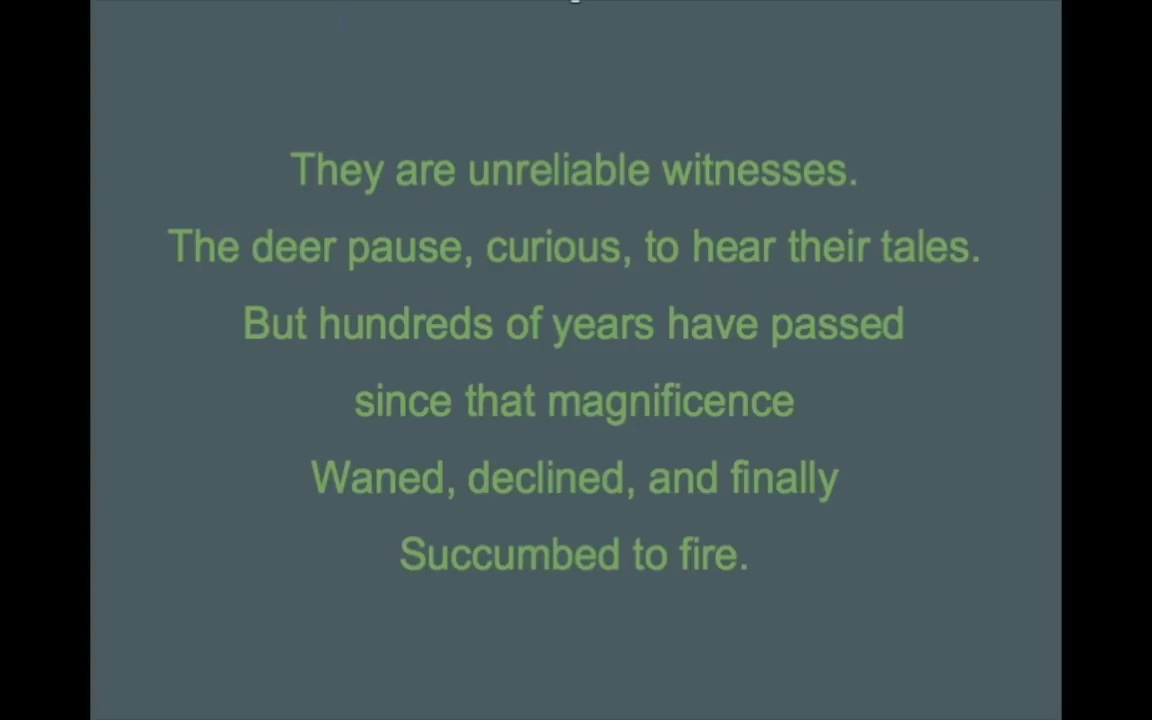 They are unreliable witnesses.
The deer pause, curious, to hear their tales.
But hundreds of years have passed
since that magnificence
Waned, declined, and finally
Succumbed to fire.